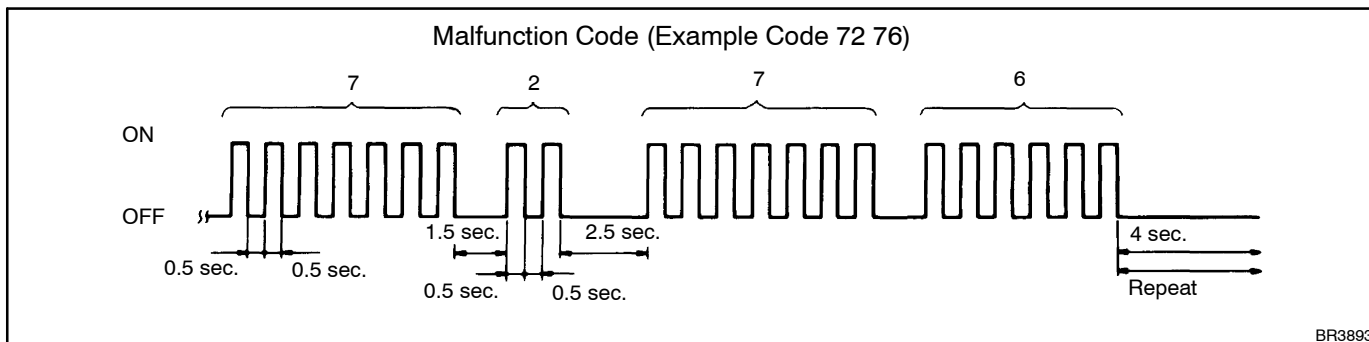 Malfunction Code (Example Code 72 76)
7 2 7 6
ON
OFF
1.5 sec. 2.5 sec. 4 sec.
0.5 sec. 0.5 sec.
0.5 sec. 0.5 sec.
Repeat
BR3893